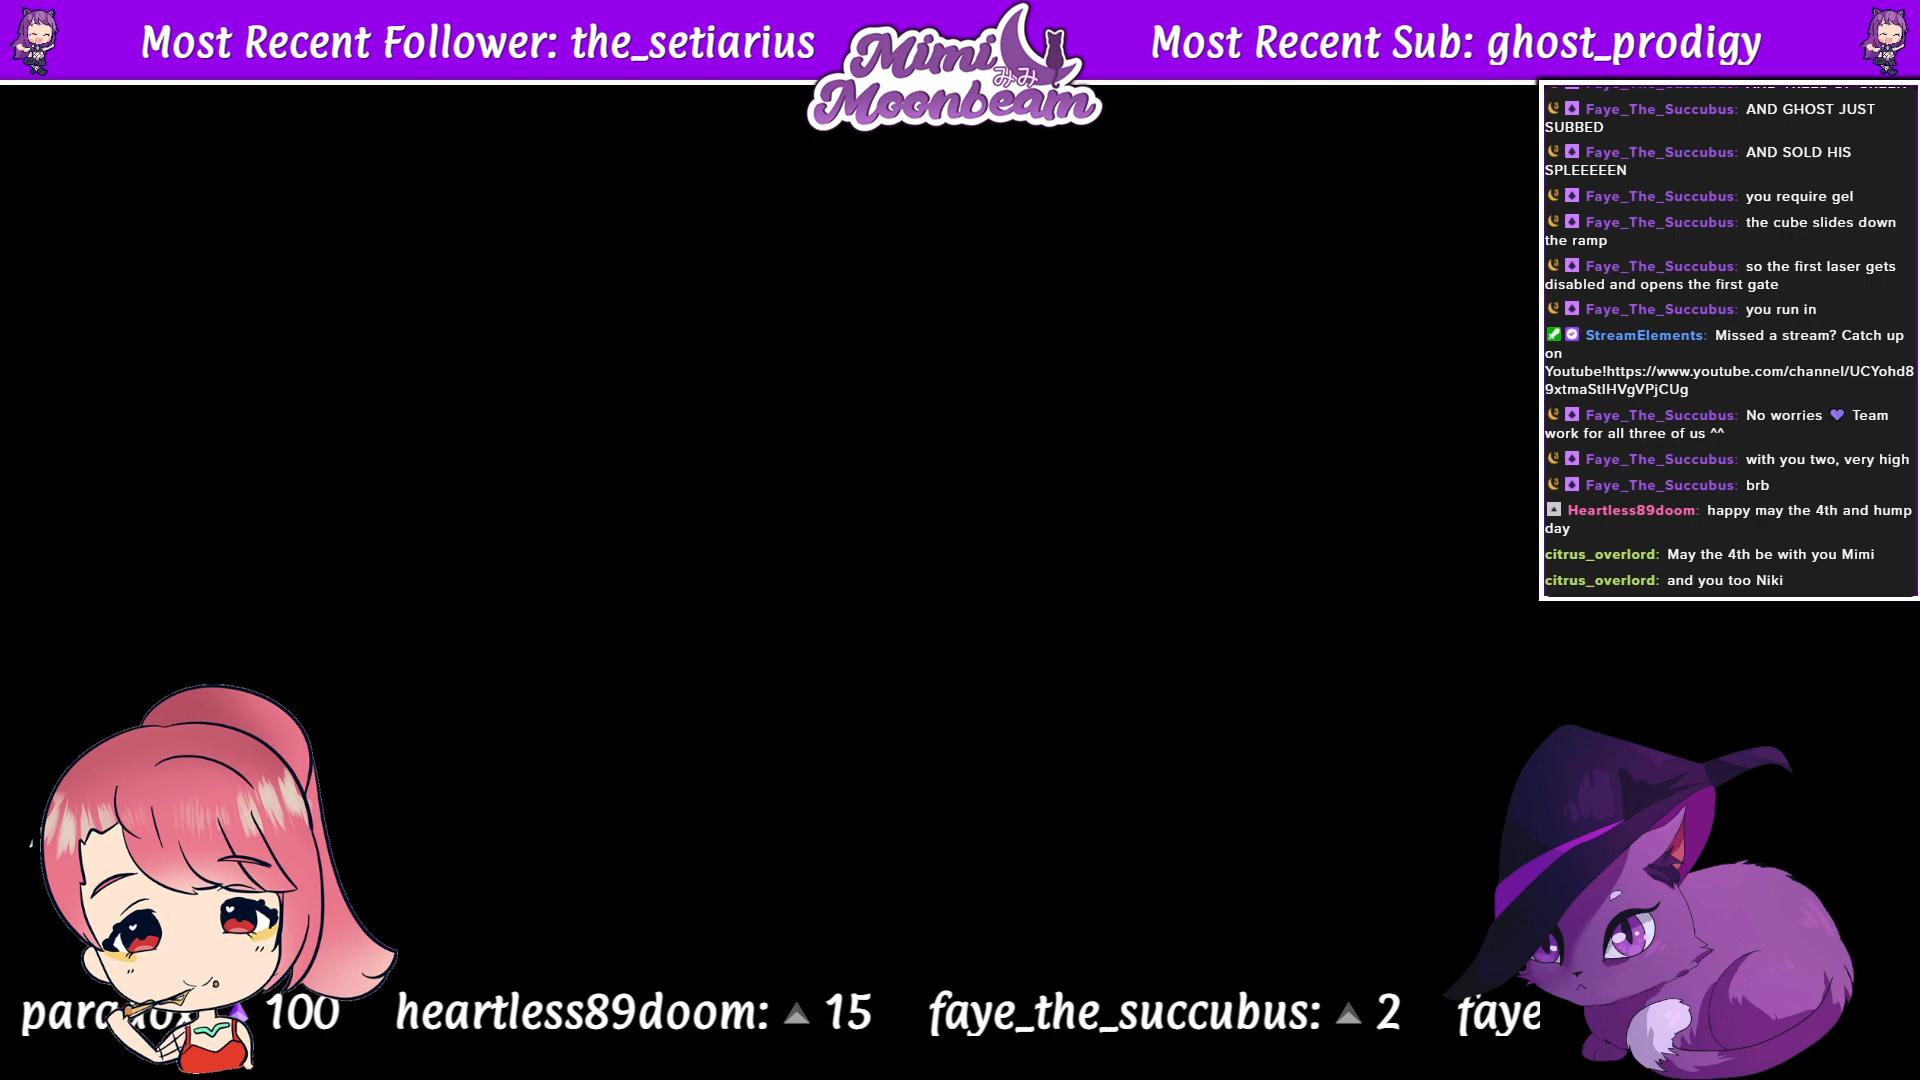 Most Recent Follower: the_setiarius
Mimi
みみ
Moonbeam
Most Recent Sub: ghost_prodigy
Faye_The_Succubus: AND GHOST JUST
SUBBED
Faye_The_Succubus: AND SOLD HIS
SPLEEEEEN
Faye_The_Succubus: you require gel
Faye_The_Succubus: the cube slides down
the ramp
Faye_The_Succubus: so the first laser gets
disabled and opens the first gate
Faye_The_Succubus: you run in
StreamElements: Missed a stream? Catch up
on
Youtube!https://www.youtube.com/channel/UCYohd8
9xtmaStlHVgVPjCUg
Faye_The_Succubus: No worries 💜 Team
work for all three of us ^^
Faye_The_Succubus: with you two, very high
Faye_The_Succubus: brb
Heartless89doom: happy may the 4th and hump
day
citrus_overlord: May the 4th be with you Mimi
citrus_overlord: and you too Niki
100 heartless89doom: 15 faye_the_succubus: 2 faye